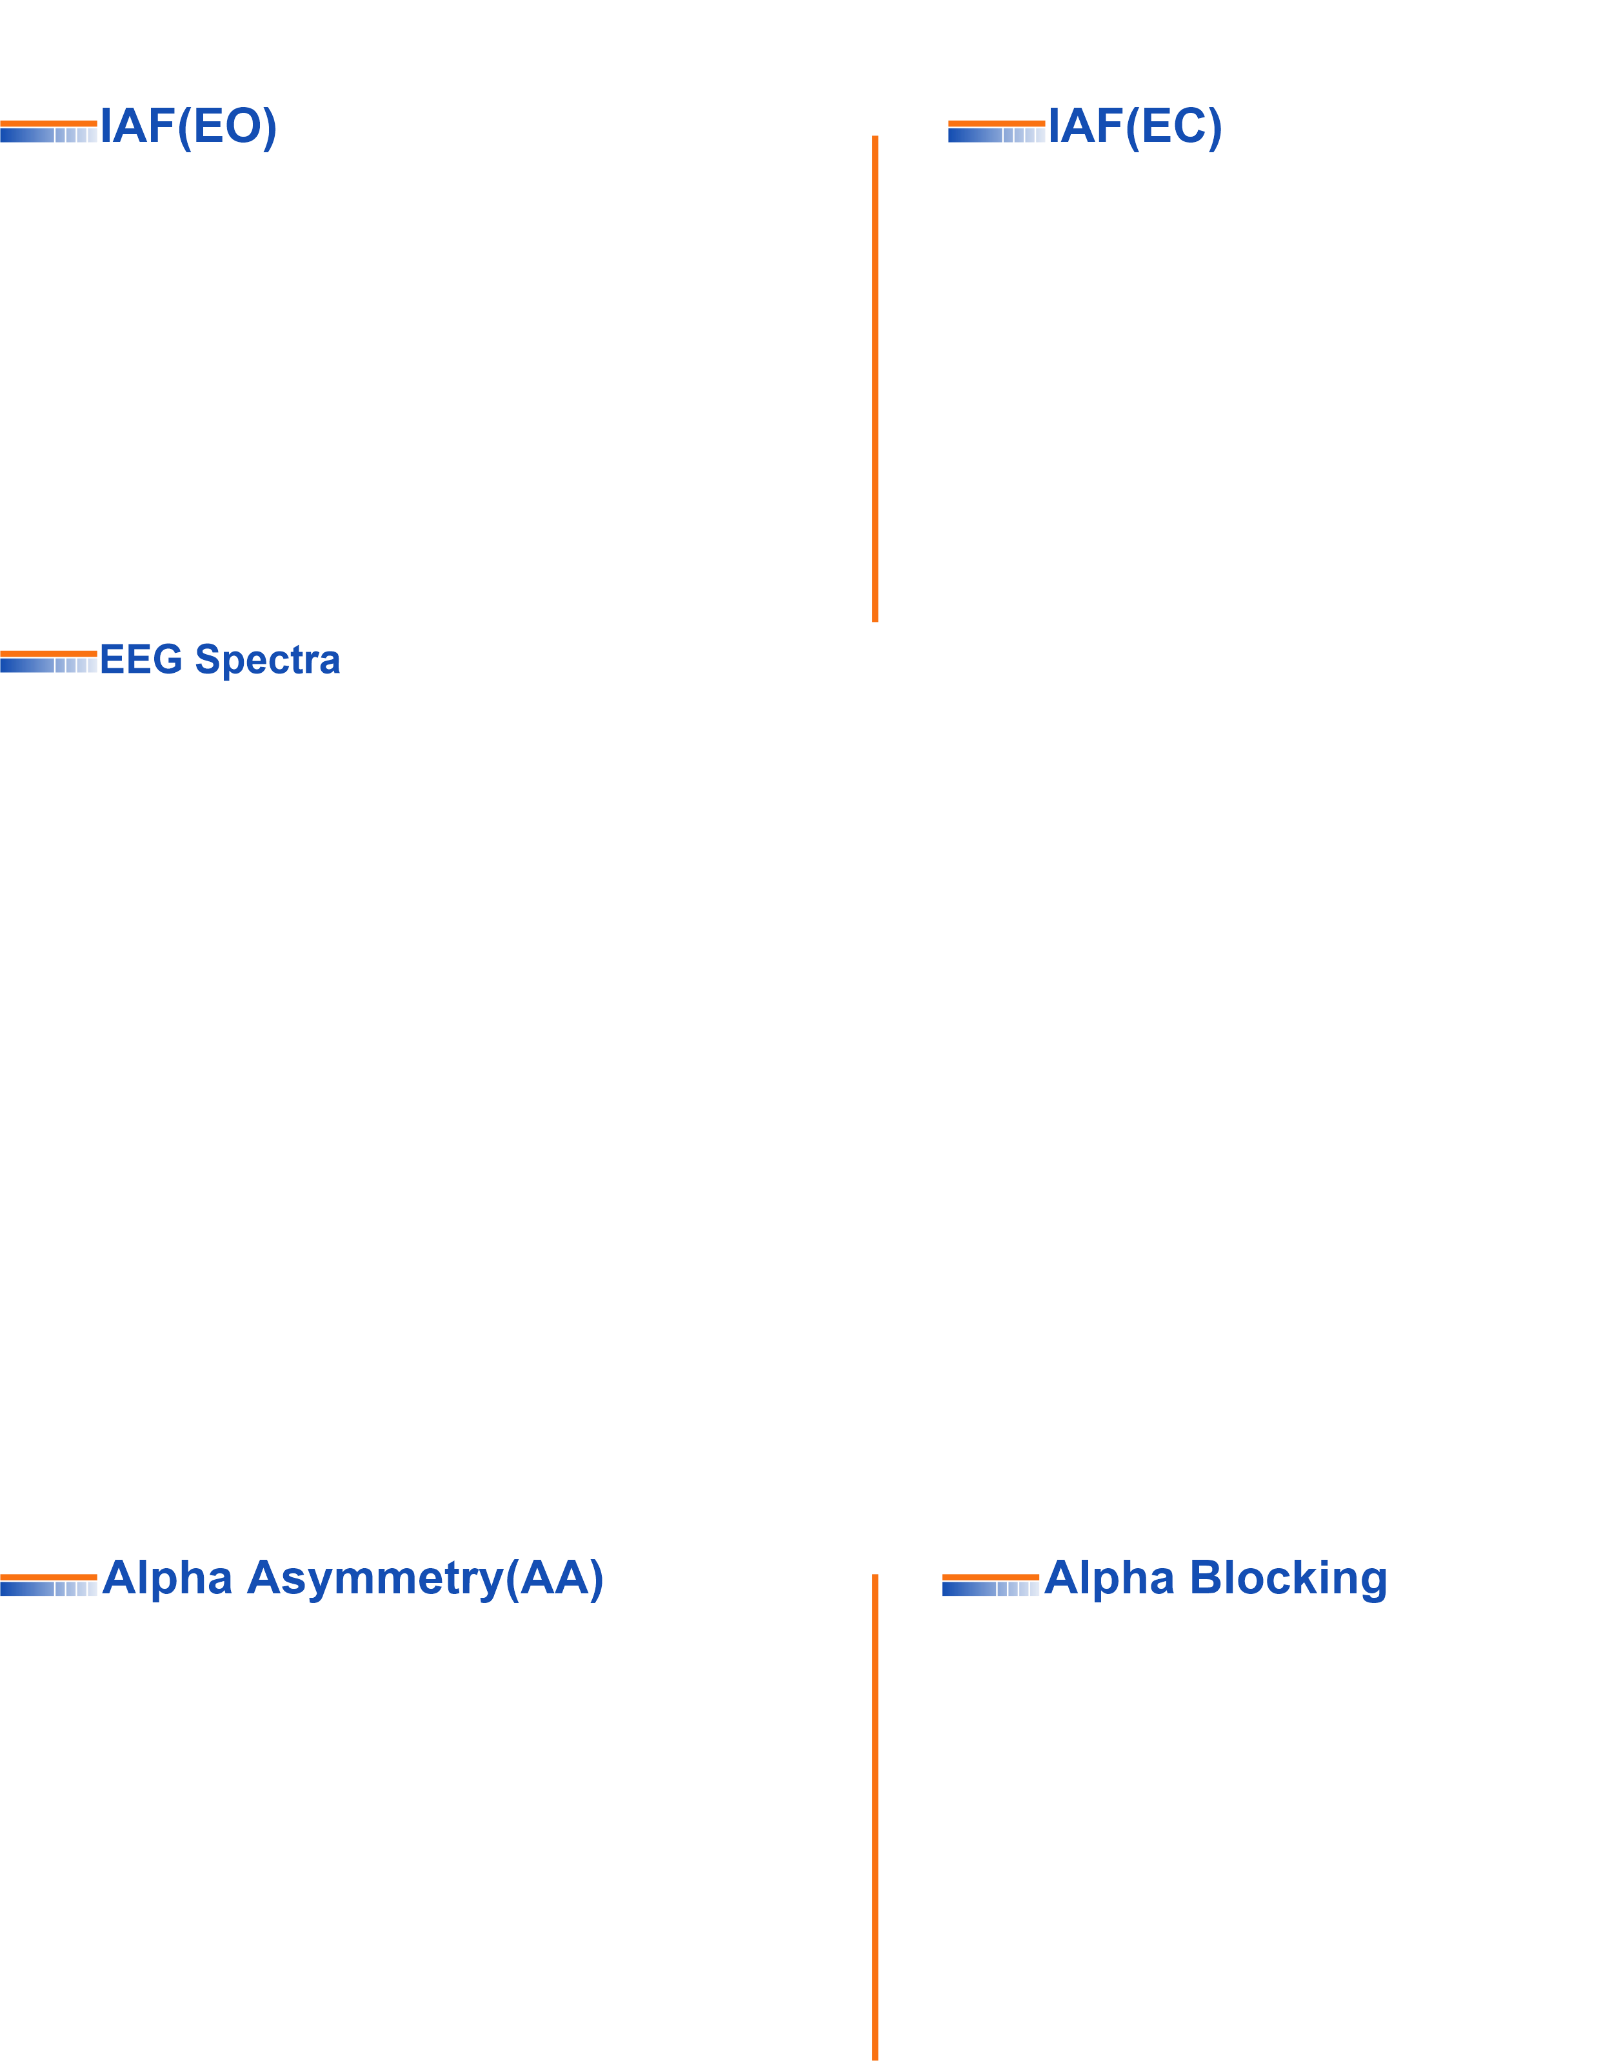 IAF(EO)
IAF(EC)
EEG Spectra
Alpha Asymmetry(AA)
Alpha Blocking